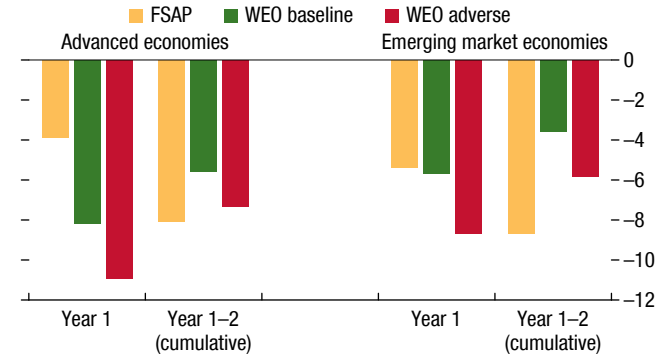 FSAP WEO baseline WEO adverse
Advanced economies Emerging market economies
0
–2
–4
–6
–8
–10
–12
Year 1 Year 1–2 Year 1 Year 1–2
(cumulative) (cumulative)